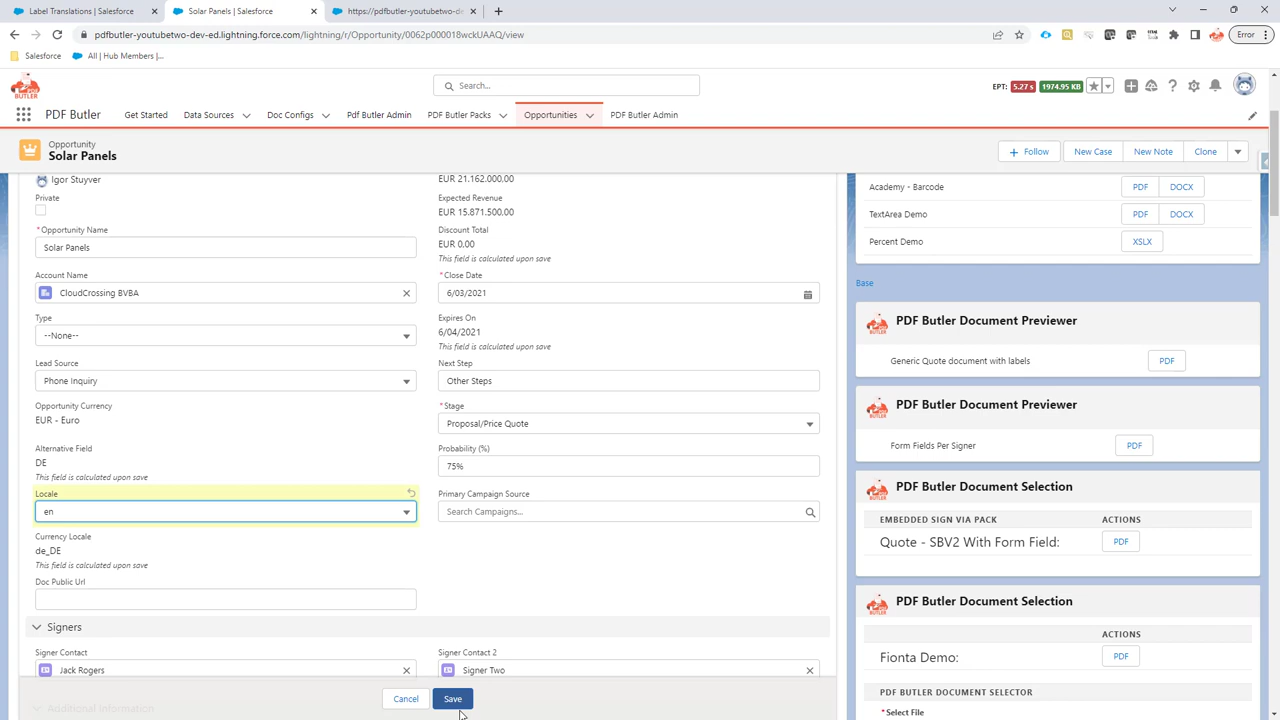 Label Translations | Salesforce
Solar Panels | Salesforce
https://pdfbutler-youtubetwo-de
pdfbutler-youtubetwo-dev-ed.lightning.force.com/lightning/r/Opportunity/0062p000018wckUAAQ/view
Error
Salesforce
All | Hub Members |...
PDF BUTLER
Search...
EPT: 5.27 s 1974.95 KB
PDF Butler
Get Started
Data Sources
Doc Configs
Pdf Butler Admin
PDF Butler Packs
Opportunities
PDF Butler Admin
Opportunity
Solar Panels
Follow
New Case
New Note
Clone
Igor Stuyver
EUR 21.162.000,00
Private
Expected Revenue
EUR 15.871.500,00
Discount Total
EUR 0,00
This field is calculated upon save
*Opportunity Name
Solar Panels
Account Name
CloudCrossing BVBA
*Close Date
6/03/2021
Type
--None--
Expires On
6/04/2021
This field is calculated upon save
Lead Source
Phone Inquiry
Next Step
Other Steps
Opportunity Currency
EUR - Euro
*Stage
Proposal/Price Quote
Alternative Field
DE
This field is calculated upon save
Probability (%)
75%
Locale
en
Primary Campaign Source
Search Campaigns...
Currency Locale
de_DE
This field is calculated upon save
Doc Public Url
Signers
Signer Contact
Jack Rogers
Signer Contact 2
Signer Two
Cancel
Save
Additional Information
Academy - Barcode
PDF
DOCX
TextArea Demo
PDF
DOCX
Percent Demo
XSLX
Base
PDF Butler Document Previewer
Generic Quote document with labels
PDF
PDF Butler Document Previewer
Form Fields Per Signer
PDF
PDF Butler Document Selection
EMBEDDED SIGN VIA PACK
ACTIONS
Quote - SBV2 With Form Field:
PDF
PDF Butler Document Selection
ACTIONS
Fionta Demo:
PDF
PDF BUTLER DOCUMENT SELECTOR
*Select File